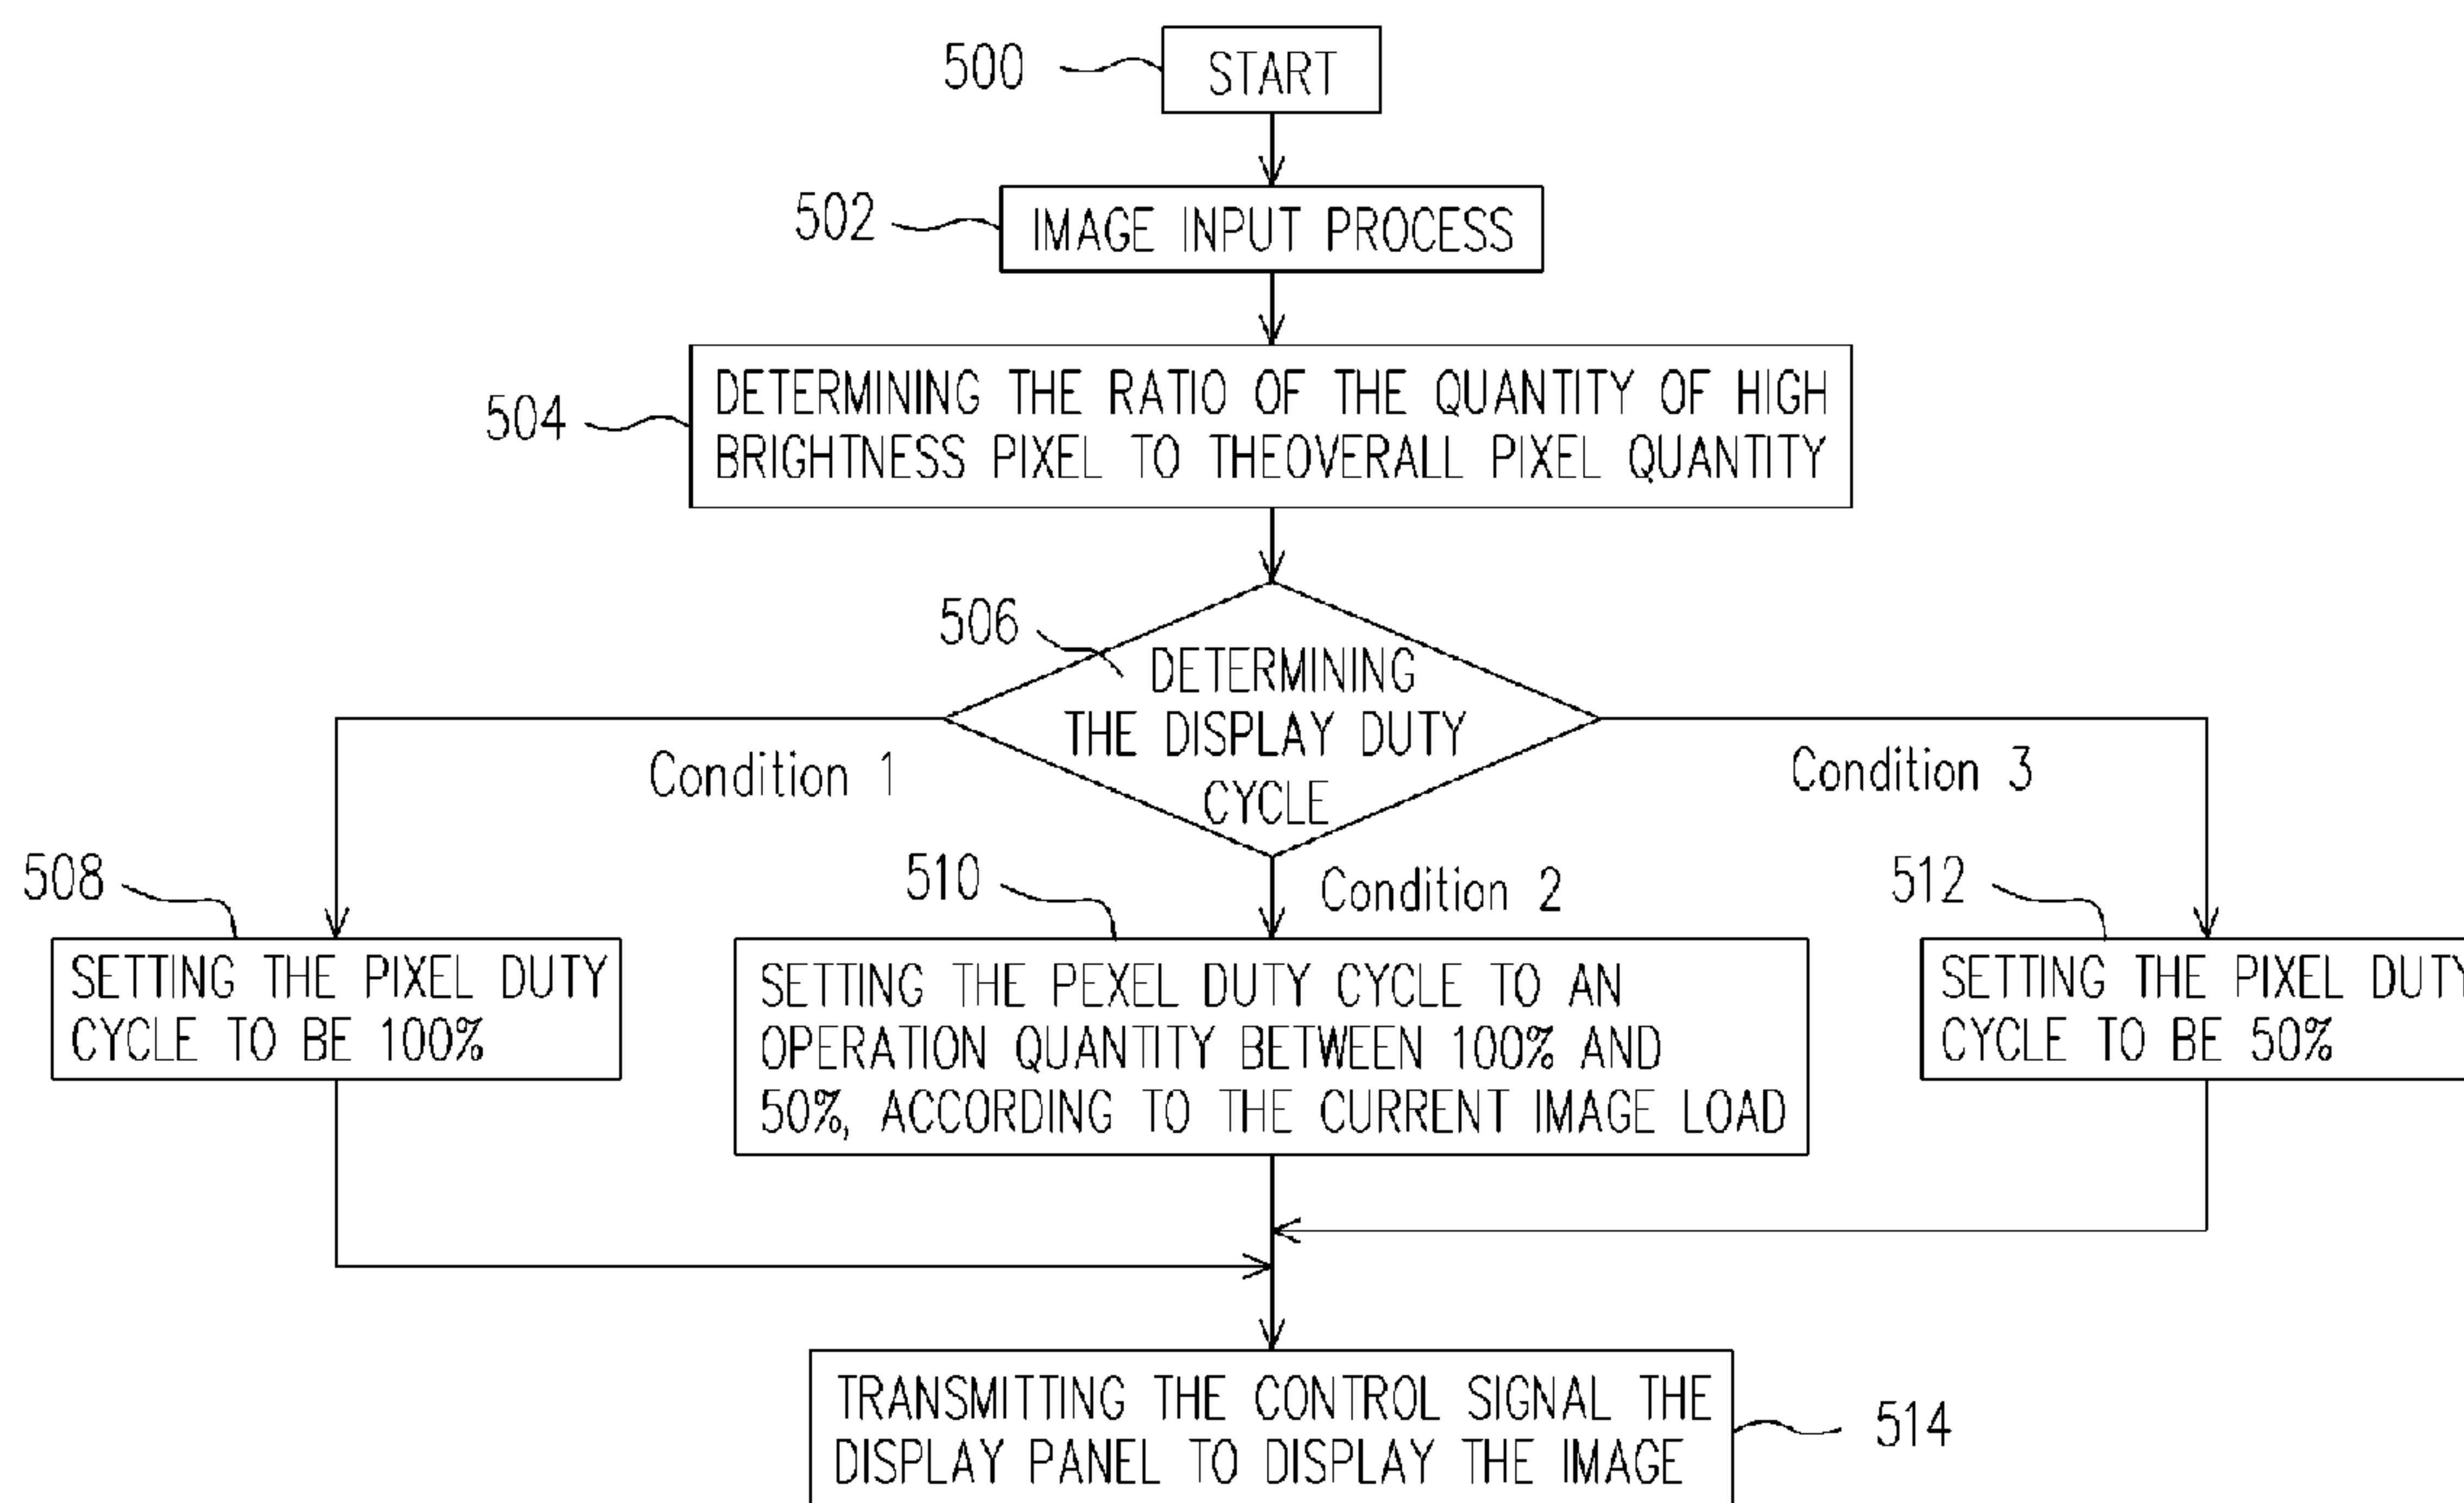 500
START
502
IMAGE INPUT PROCESS
504
DETERMINING THE RATIO OF THE QUANTITY OF HIGH
BRIGHTNESS PIXEL TO THEOVERALL PIXEL QUANTITY
506
DETERMINING
THE DISPLAY DUTY
CYCLE
Condition 1
Condition 3
Condition 2
508
SETTING THE PIXEL DUTY
CYCLE TO BE 100%
510
SETTING THE PEXEL DUTY CYCLE TO AN
OPERATION QUANTITY BETWEEN 100% AND
50%, ACCORDING TO THE CURRENT IMAGE LOAD
512
SETTING THE PIXEL DUTY
CYCLE TO BE 50%
TRANSMITTING THE CONTROL SIGNAL THE
DISPLAY PANEL TO DISPLAY THE IMAGE
514